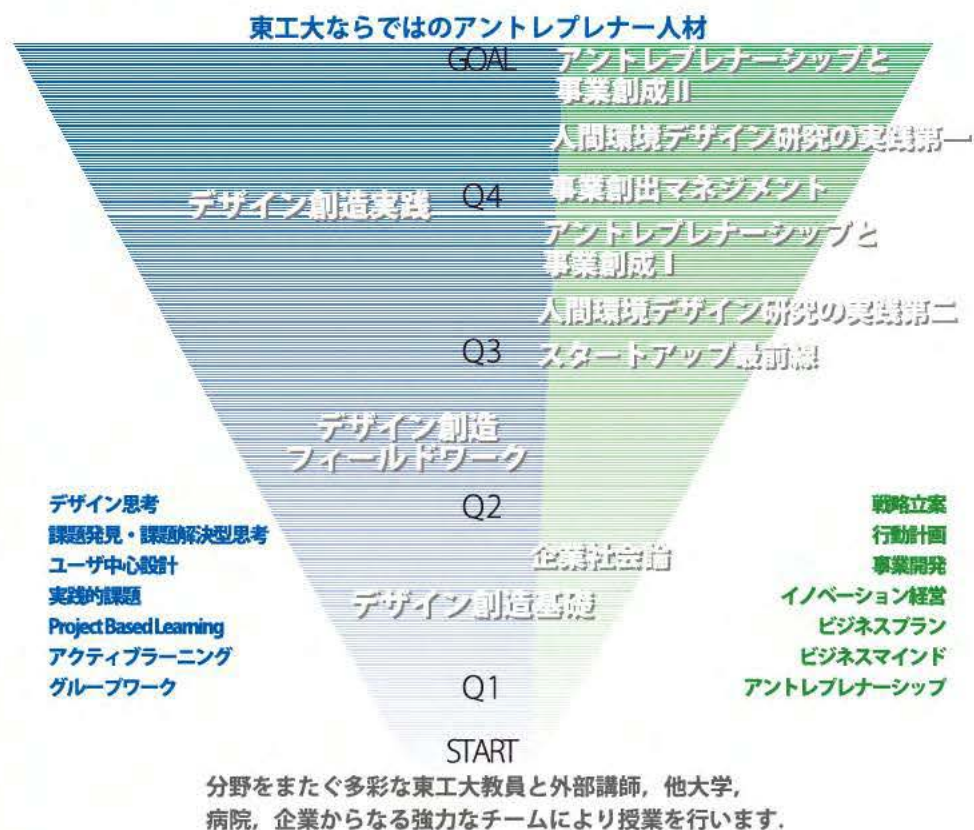 東工大ならではのアントレプレナー人材
GOAL
アントレプレナーシップと
事業創成 II
人間環境デザイン研究の実践第一
Q4
事業創出マネジメント
デザイン創造実践
アントレプレナーシップと
事業創成 I
人間環境デザイン研究の実践第二
Q3
スタートアップ最前線
デザイン創造
フィールドワーク
Q2
企業社会論
デザイン創造基礎
Q1
START
デザイン思考
課題発見・課題解決型思考
ユーザ中心設計
実践的課題
Project Based Learning
アクティブラーニング
グループワーク
戦略立案
行動計画
事業開発
イノベーション経営
ビジネスプラン
ビジネスマインド
アントレプレナーシップ
分野をまたぐ多彩な東工大教員と外部講師，他大学，
病院，企業からなる強力なチームにより授業を行います．